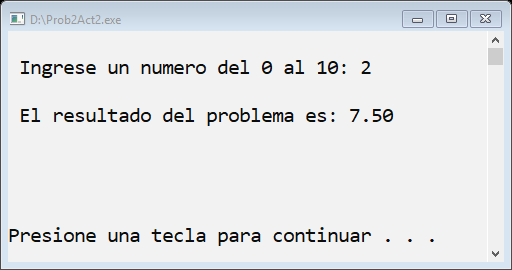 D:\Prob2Act2.exe
Ingrese un numero del 0 al 10: 2
El resultado del problema es: 7.50
Presione una tecla para continuar . . .